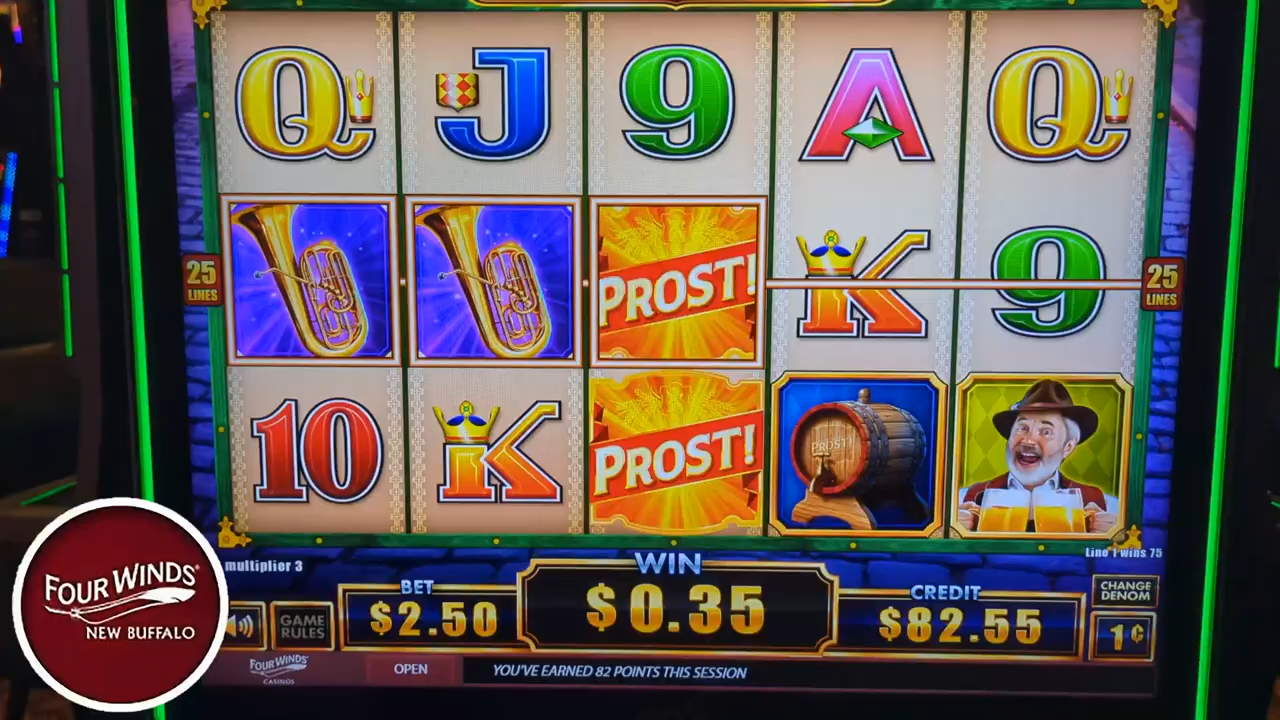 Q J 9 A Q
25 LINES
PROST!
K 9
25 LINES
10 K
PROST!
PROST!
multiplier 3
Line 1 wins 75
BET
$2.50
WIN
$0.35
CREDIT
$82.55
CHANGE DENOM
1¢
GAME RULES
FOUR WINDS
CASINOS
OPEN
YOU'VE EARNED 82 POINTS THIS SESSION
FOUR WINDS®
NEW BUFFALO